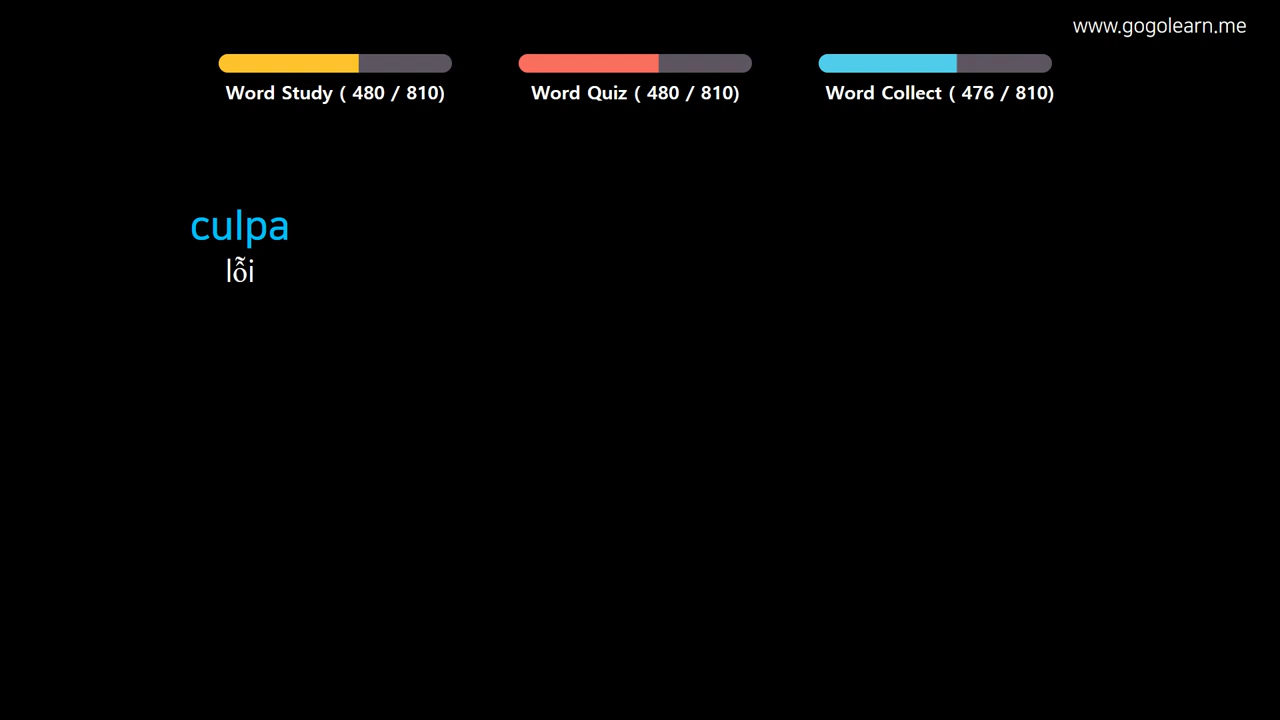 www.gogolearn.me
Word Study ( 480 / 810)
Word Quiz ( 480 / 810)
Word Collect ( 476 / 810)
culpa
lỗi